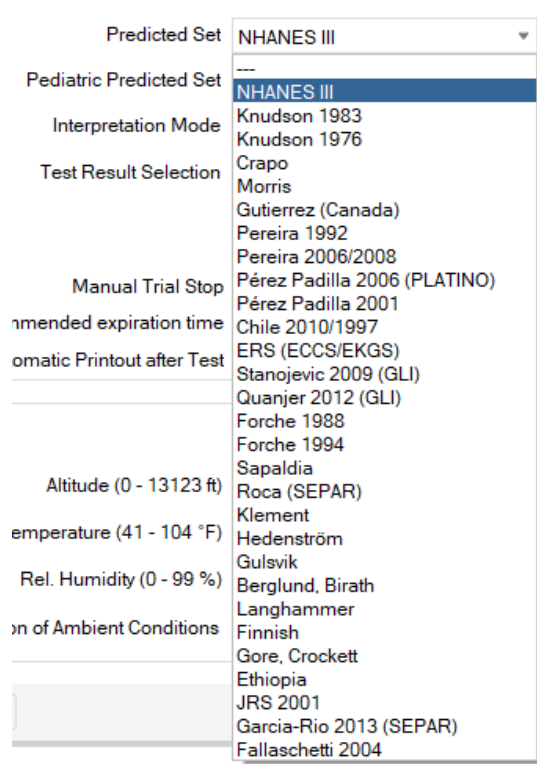 Predicted Set NHANES III
Pediatric Predicted Set
Interpretation Mode
Test Result Selection
Manual Trial Stop
nmended expiration time
omatic Printout after Test
Altitude (0 - 13123 ft)
emperature (41 - 104 °F)
Rel. Humidity (0 - 99 %)
on of Ambient Conditions
---
NHANES III
Knudson 1983
Knudson 1976
Crapo
Morris
Gutierrez (Canada)
Pereira 1992
Pereira 2006/2008
Pérez Padilla 2006 (PLATINO)
Pérez Padilla 2001
Chile 2010/1997
ERS (ECCS/EKGS)
Stanojevic 2009 (GLI)
Quanjer 2012 (GLI)
Forche 1988
Forche 1994
Sapaldia
Roca (SEPAR)
Klement
Hedenström
Gulsvik
Berglund, Birath
Langhammer
Finnish
Gore, Crockett
Ethiopia
JRS 2001
Garcia-Rio 2013 (SEPAR)
Fallaschetti 2004